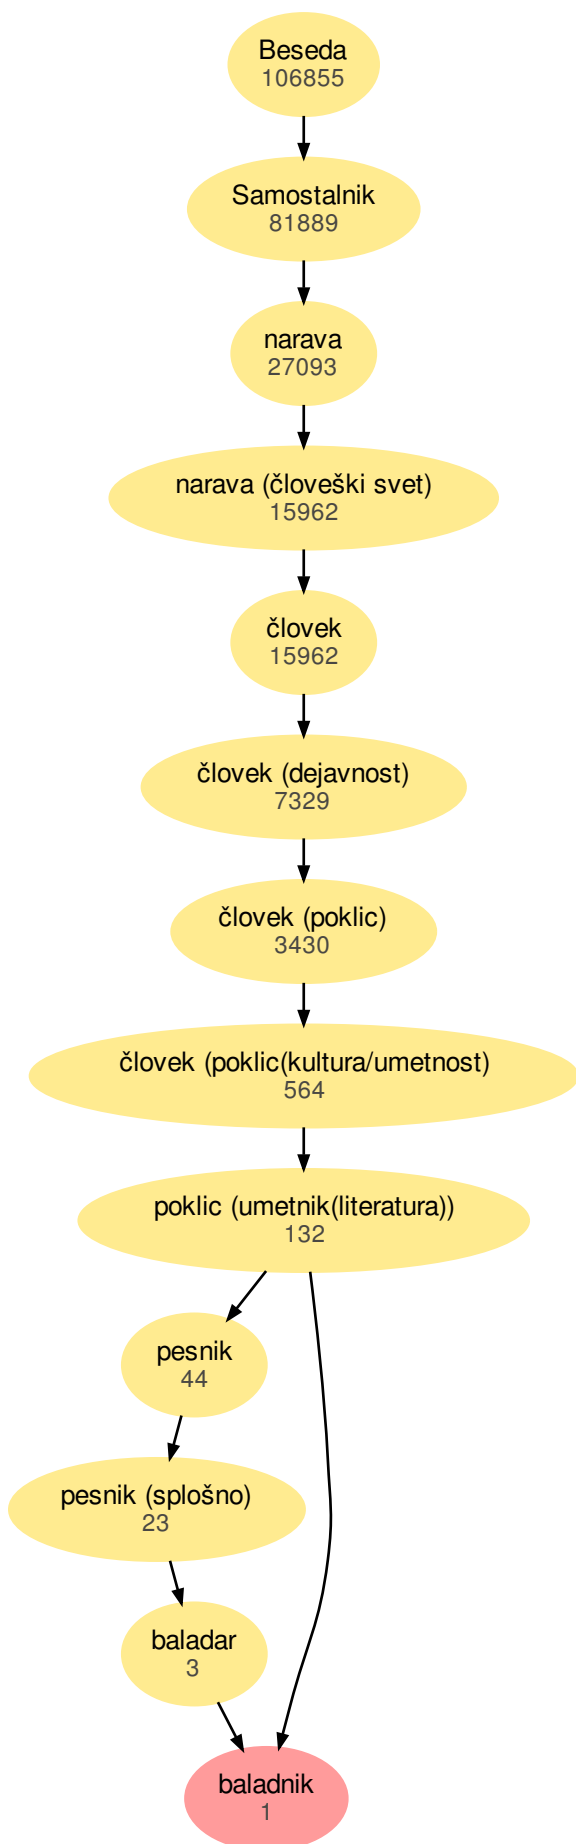 Beseda
106855
Samostalnik
81889
narava
27093
narava (človeški svet)
15962
človek
15962
človek (dejavnost)
7329
človek (poklic)
3430
človek (poklic(kultura/umetnost)
564
poklic (umetnik(literatura))
132
pesnik
44
pesnik (splošno)
23
baladar
3
baladnik
1